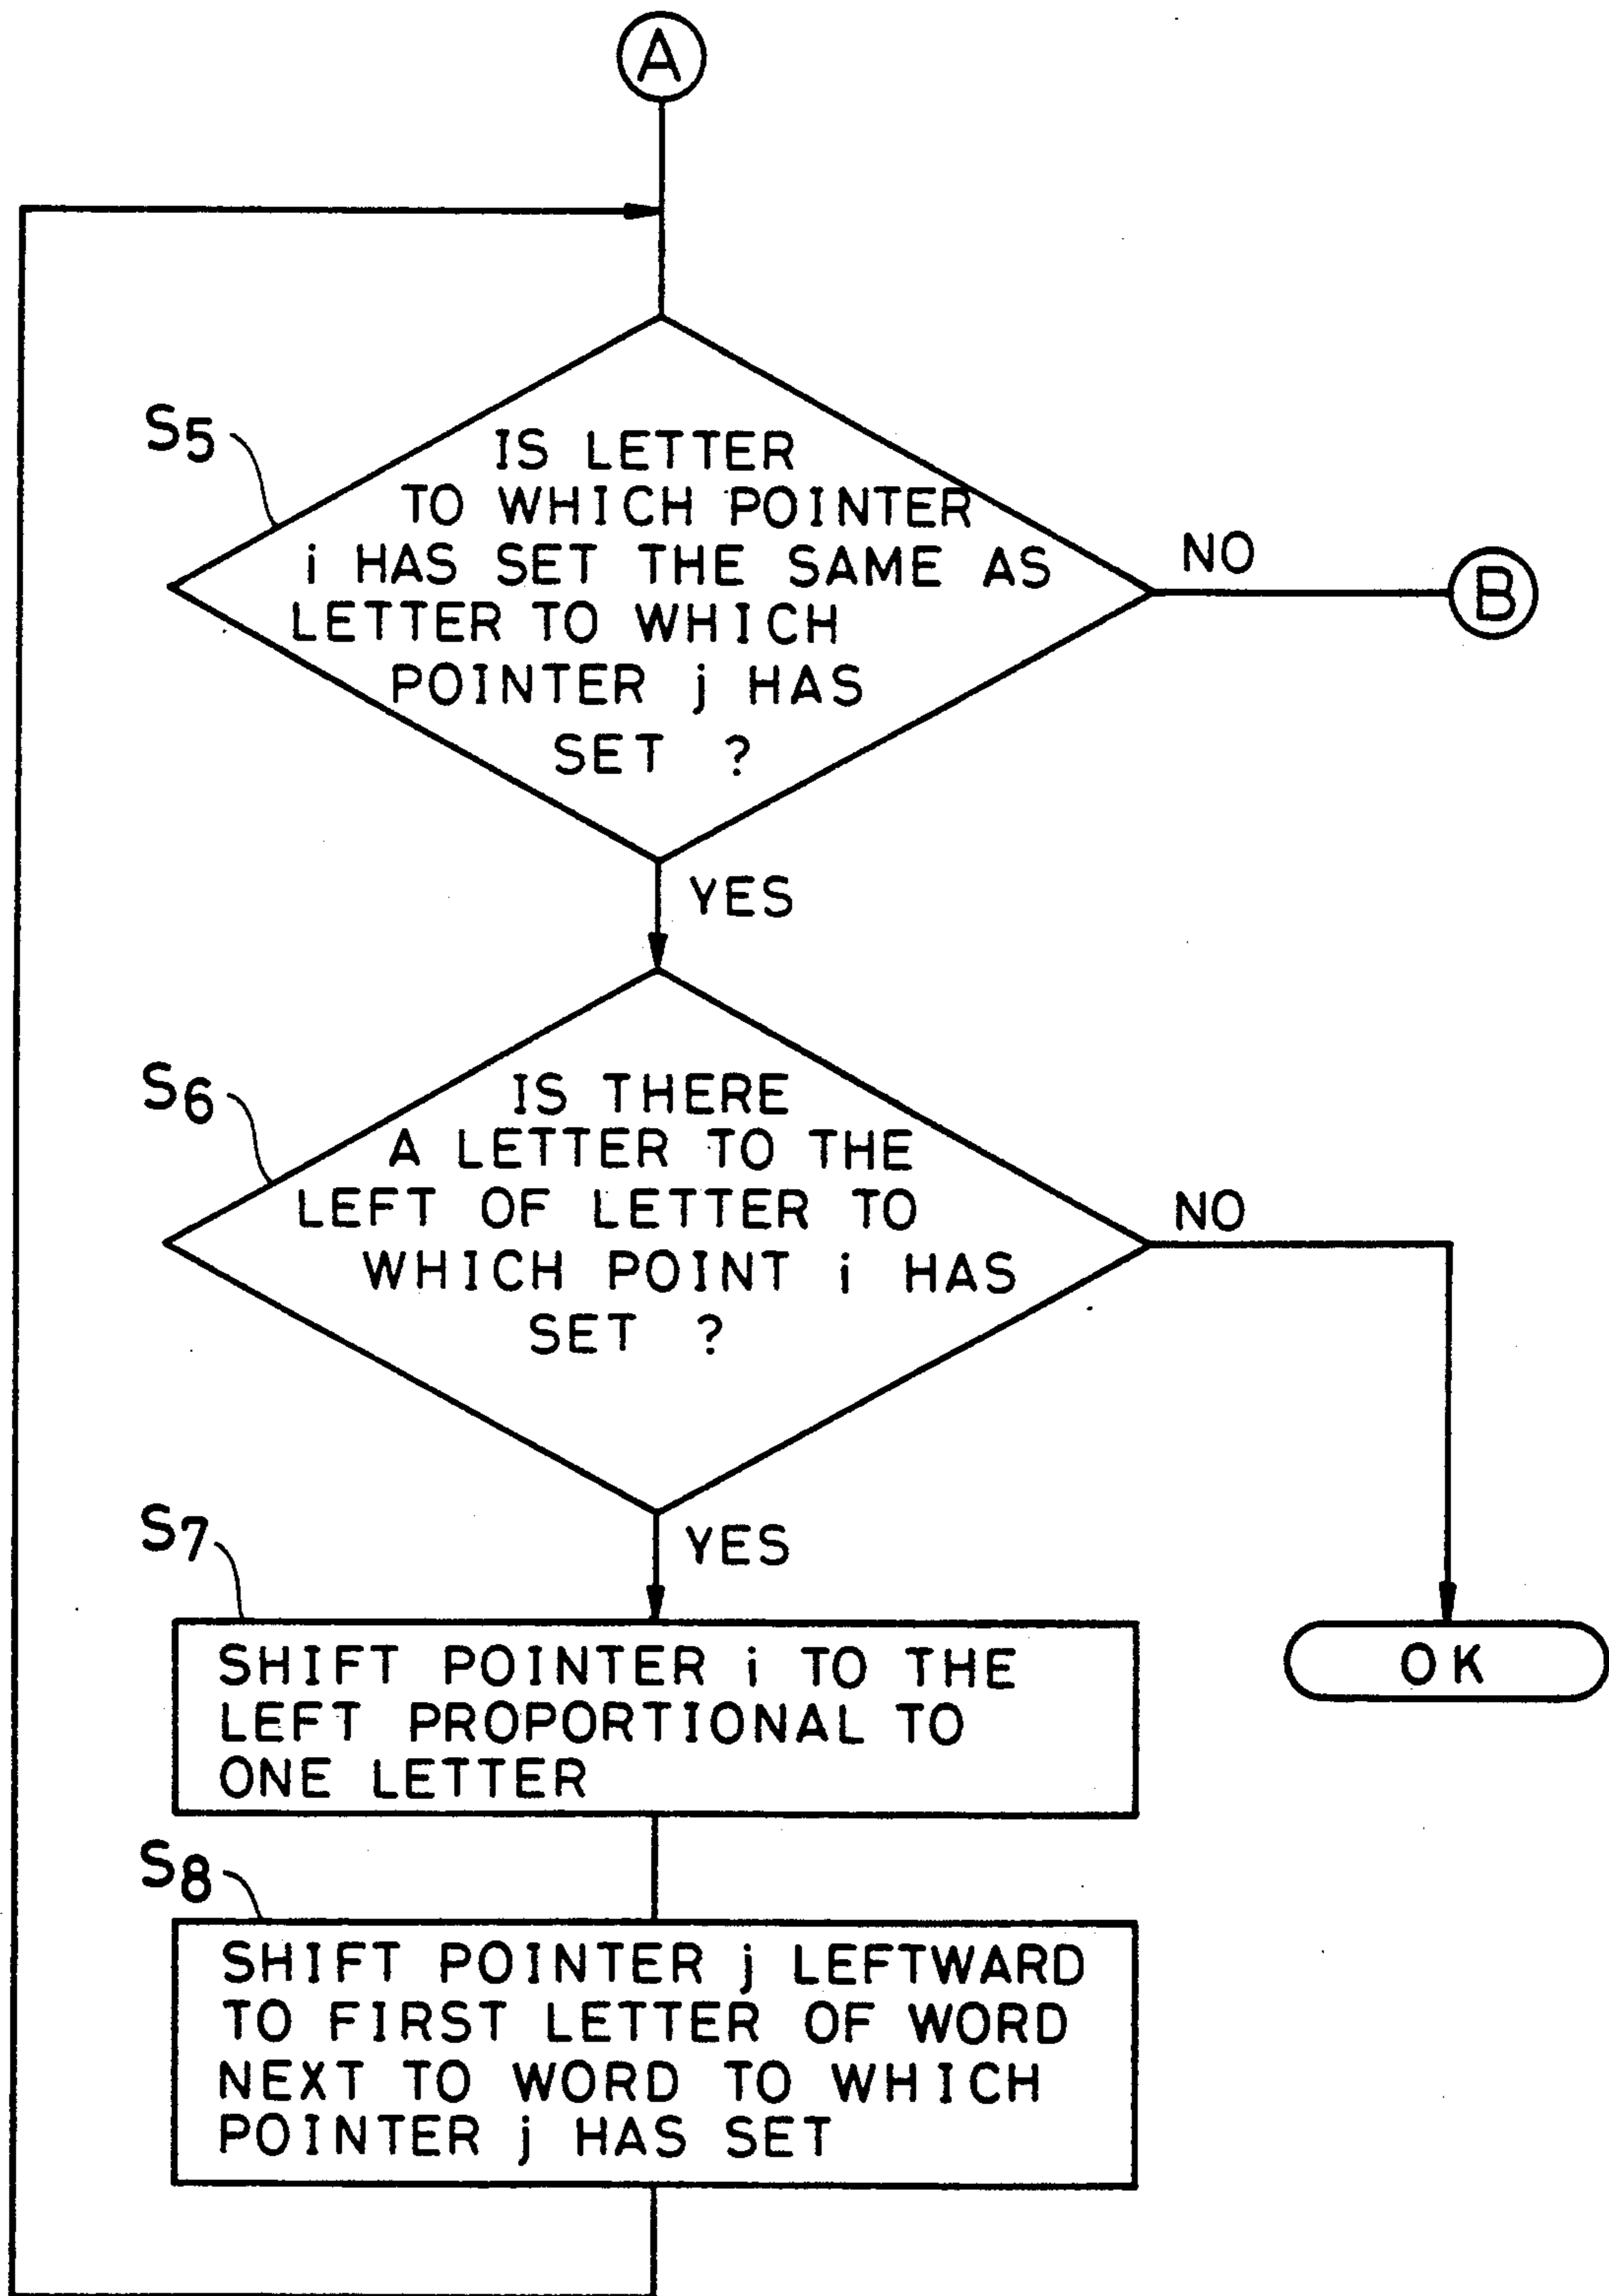 A
S5
IS LETTER
TO WHICH POINTER
i HAS SET THE SAME AS
LETTER TO WHICH
POINTER j HAS
SET ?
NO
B
YES
S6
IS THERE
A LETTER TO THE
LEFT OF LETTER TO
WHICH POINT i HAS
SET ?
NO
YES
S7
SHIFT POINTER i TO THE
LEFT PROPORTIONAL TO
ONE LETTER
OK
S8
SHIFT POINTER j LEFTWARD
TO FIRST LETTER OF WORD
NEXT TO WORD TO WHICH
POINTER j HAS SET